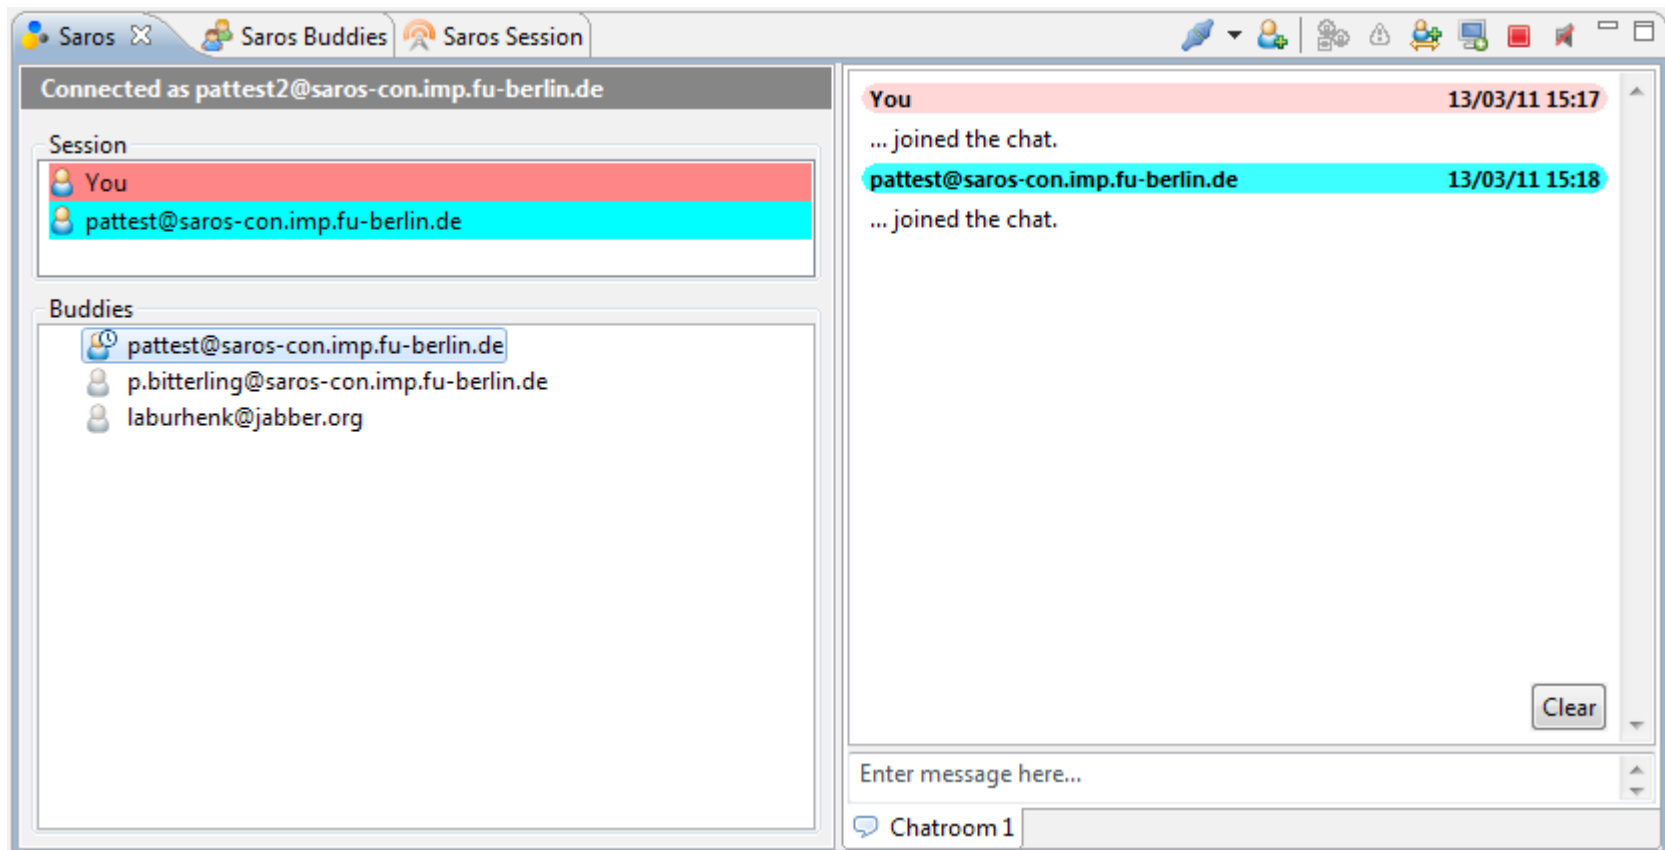 Saros
Saros Buddies
Saros Session
Connected as pattest2@saros-con.imp.fu-berlin.de
Session
You
pattest@saros-con.imp.fu-berlin.de
Buddies
pattest@saros-con.imp.fu-berlin.de
p.bitterling@saros-con.imp.fu-berlin.de
laburhenk@jabber.org
You 13/03/11 15:17
... joined the chat.
pattest@saros-con.imp.fu-berlin.de 13/03/11 15:18
... joined the chat.
Clear
Enter message here...
Chatroom 1